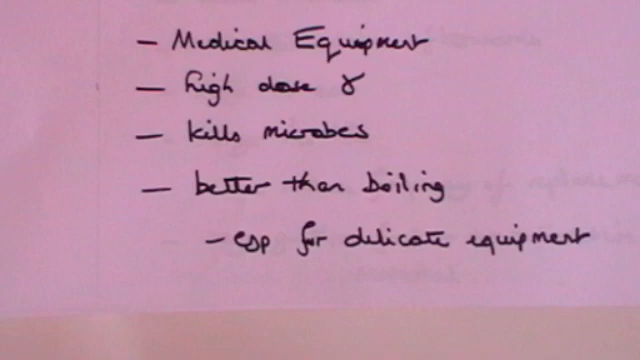 - Medical Equipment
- high dose γ
- kills microbes
- better than boiling
- esp for delicate equipment